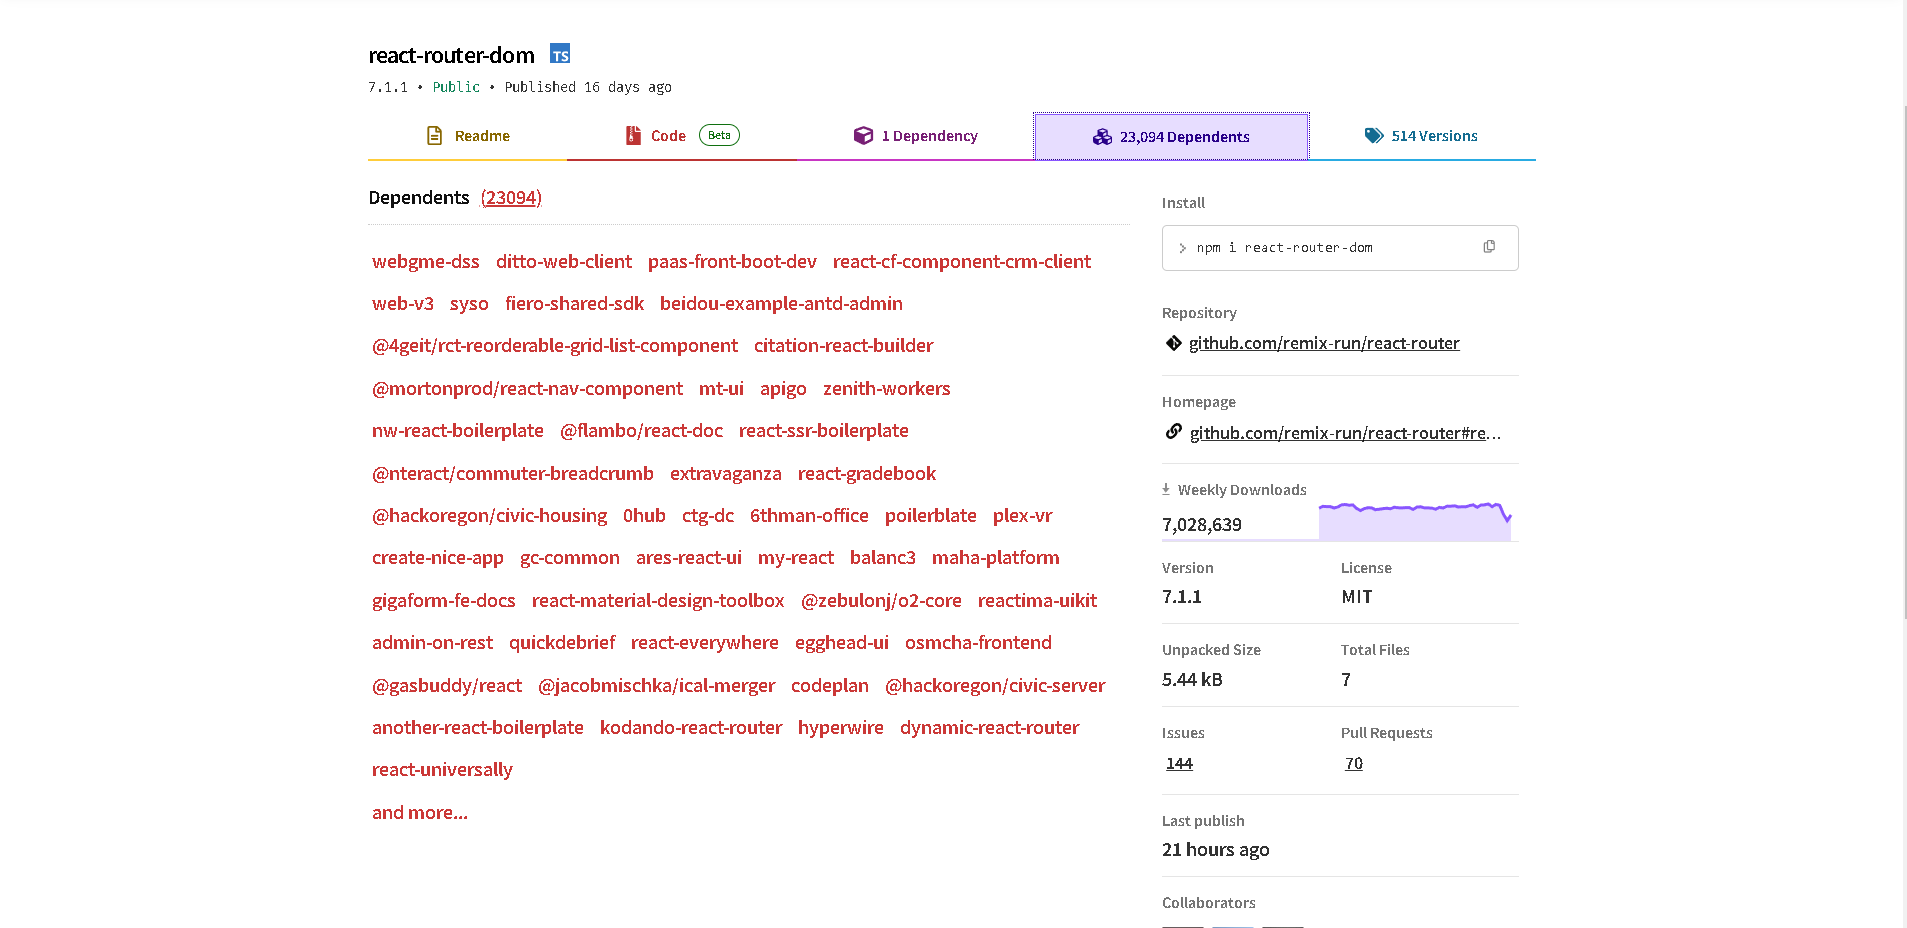 react-router-dom TS
7.1.1 • Public • Published 16 days ago
Readme
Code Beta
1 Dependency
23,094 Dependents
514 Versions
Dependents (23094)
webgme-dss ditto-web-client paas-front-boot-dev react-cf-component-crm-client
web-v3 syso fiero-shared-sdk beidou-example-antd-admin
@4geit/rct-reorderable-grid-list-component citation-react-builder
@mortonprod/react-nav-component mt-ui apigo zenith-workers
nw-react-boilerplate @flambo/react-doc react-ssr-boilerplate
@nteract/commuter-breadcrumb extravaganza react-gradebook
@hackoregon/civic-housing 0hub ctg-dc 6thman-office poilerblate plex-vr
create-nice-app gc-common ares-react-ui my-react balanc3 maha-platform
gigaform-fe-docs react-material-design-toolbox @zebulonj/o2-core reactima-uikit
admin-on-rest quickdebrief react-everywhere egghead-ui osmcha-frontend
@gasbuddy/react @jacobmischka/ical-merger codeplan @hackoregon/civic-server
another-react-boilerplate kodando-react-router hyperwire dynamic-react-router
react-universally
and more...
Install
> npm i react-router-dom
Repository
github.com/remix-run/react-router
Homepage
github.com/remix-run/react-router#re...
Weekly Downloads
7,028,639
Version
7.1.1
License
MIT
Unpacked Size
5.44 kB
Total Files
7
Issues
144
Pull Requests
70
Last publish
21 hours ago
Collaborators